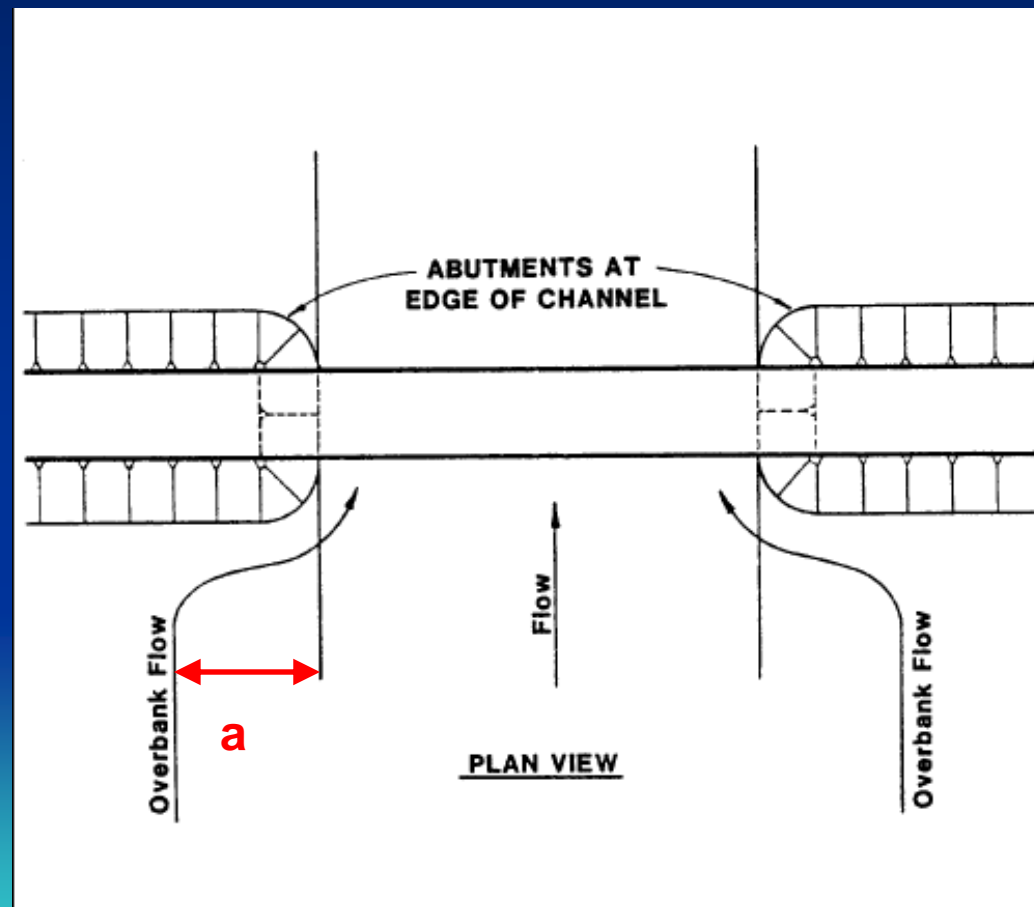 ABUTMENTS AT
EDGE OF CHANNEL
Overbank Flow
Flow
Overbank Flow
a
PLAN VIEW